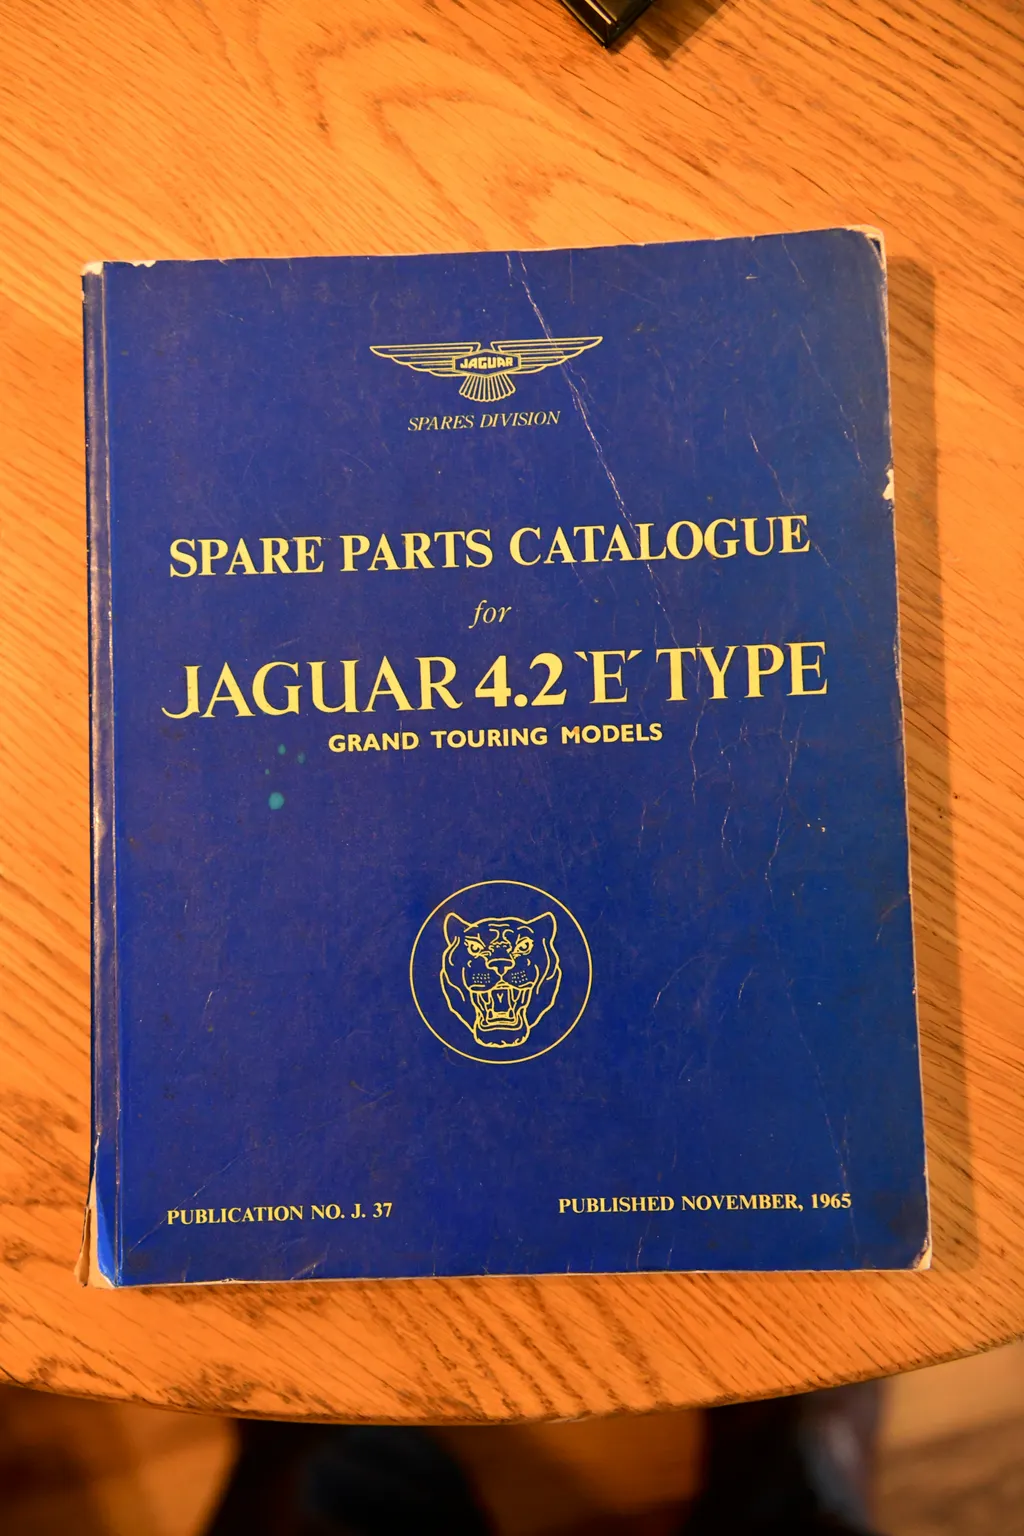 JAGUAR
SPARES DIVISION
SPARE PARTS CATALOGUE
for
JAGUAR 4.2 `E´ TYPE
GRAND TOURING MODELS
PUBLICATION NO. J. 37
PUBLISHED NOVEMBER, 1965